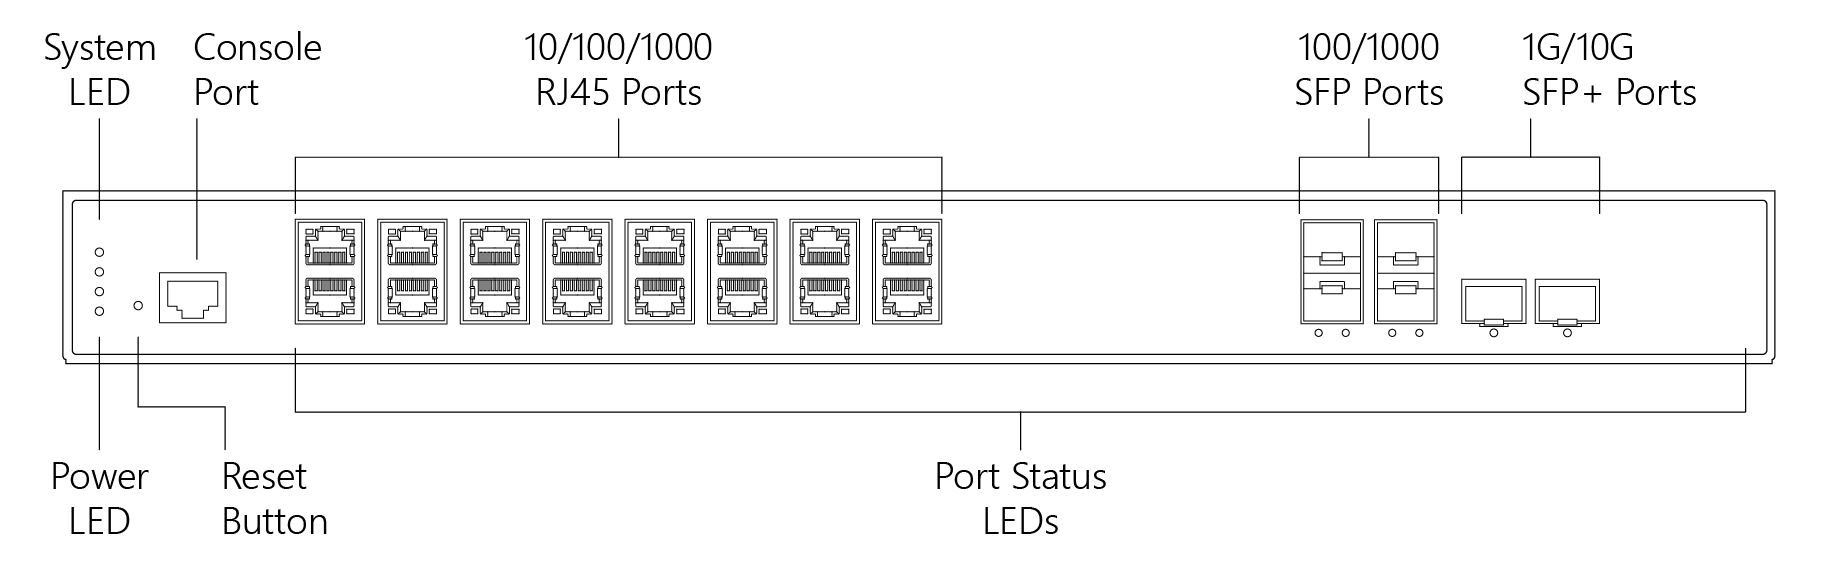 System
LED
Console
Port
10/100/1000
RJ45 Ports
100/1000
SFP Ports
1G/10G
SFP+ Ports
Power
LED
Reset
Button
Port Status
LEDs